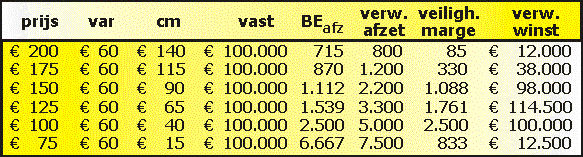 prijs var cm vast BEafz verw. afzet veiligh. marge verw. winst
€ 200 € 60 € 140 € 100.000 715 800 85 € 12.000
€ 175 € 60 € 115 € 100.000 870 1.200 330 € 38.000
€ 150 € 60 € 90 € 100.000 1.112 2.200 1.088 € 98.000
€ 125 € 60 € 65 € 100.000 1.539 3.300 1.761 € 114.500
€ 100 € 60 € 40 € 100.000 2.500 5.000 2.500 € 100.000
€ 75 € 60 € 15 € 100.000 6.667 7.500 833 € 12.500